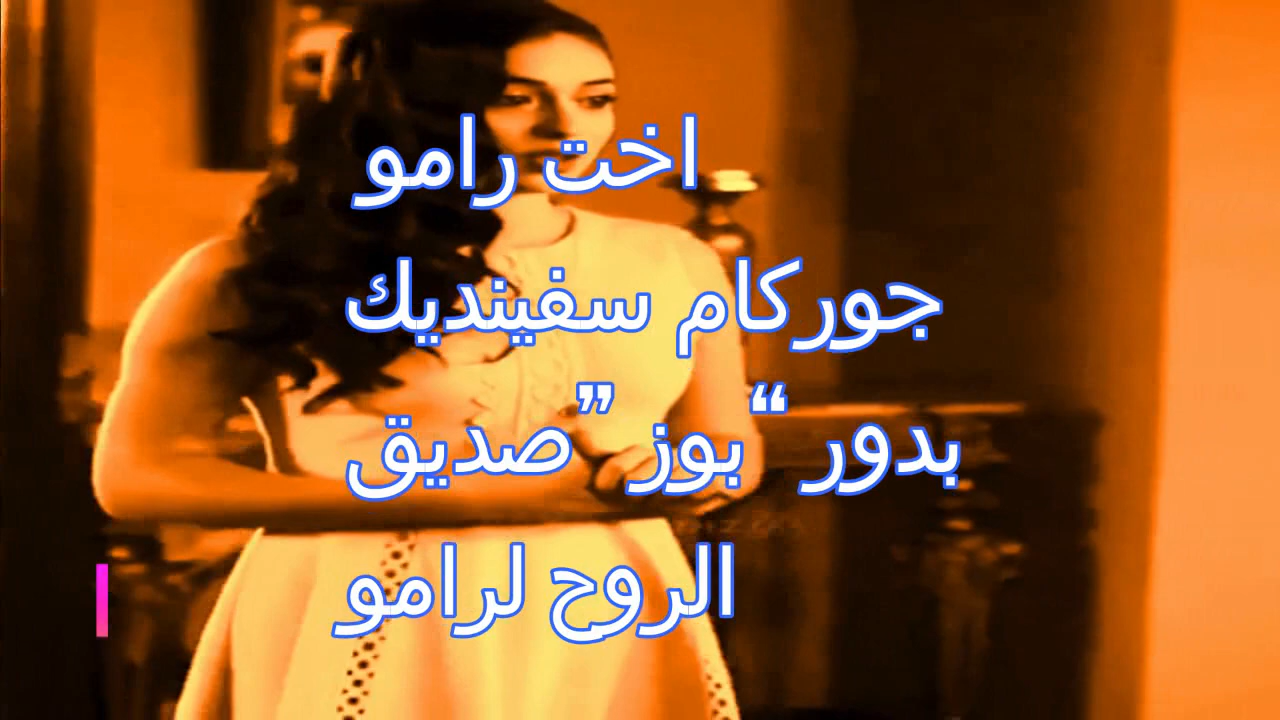 اخت رامو
جوركام سفينديك
بدور “بوز” صديق
الروح لرامو